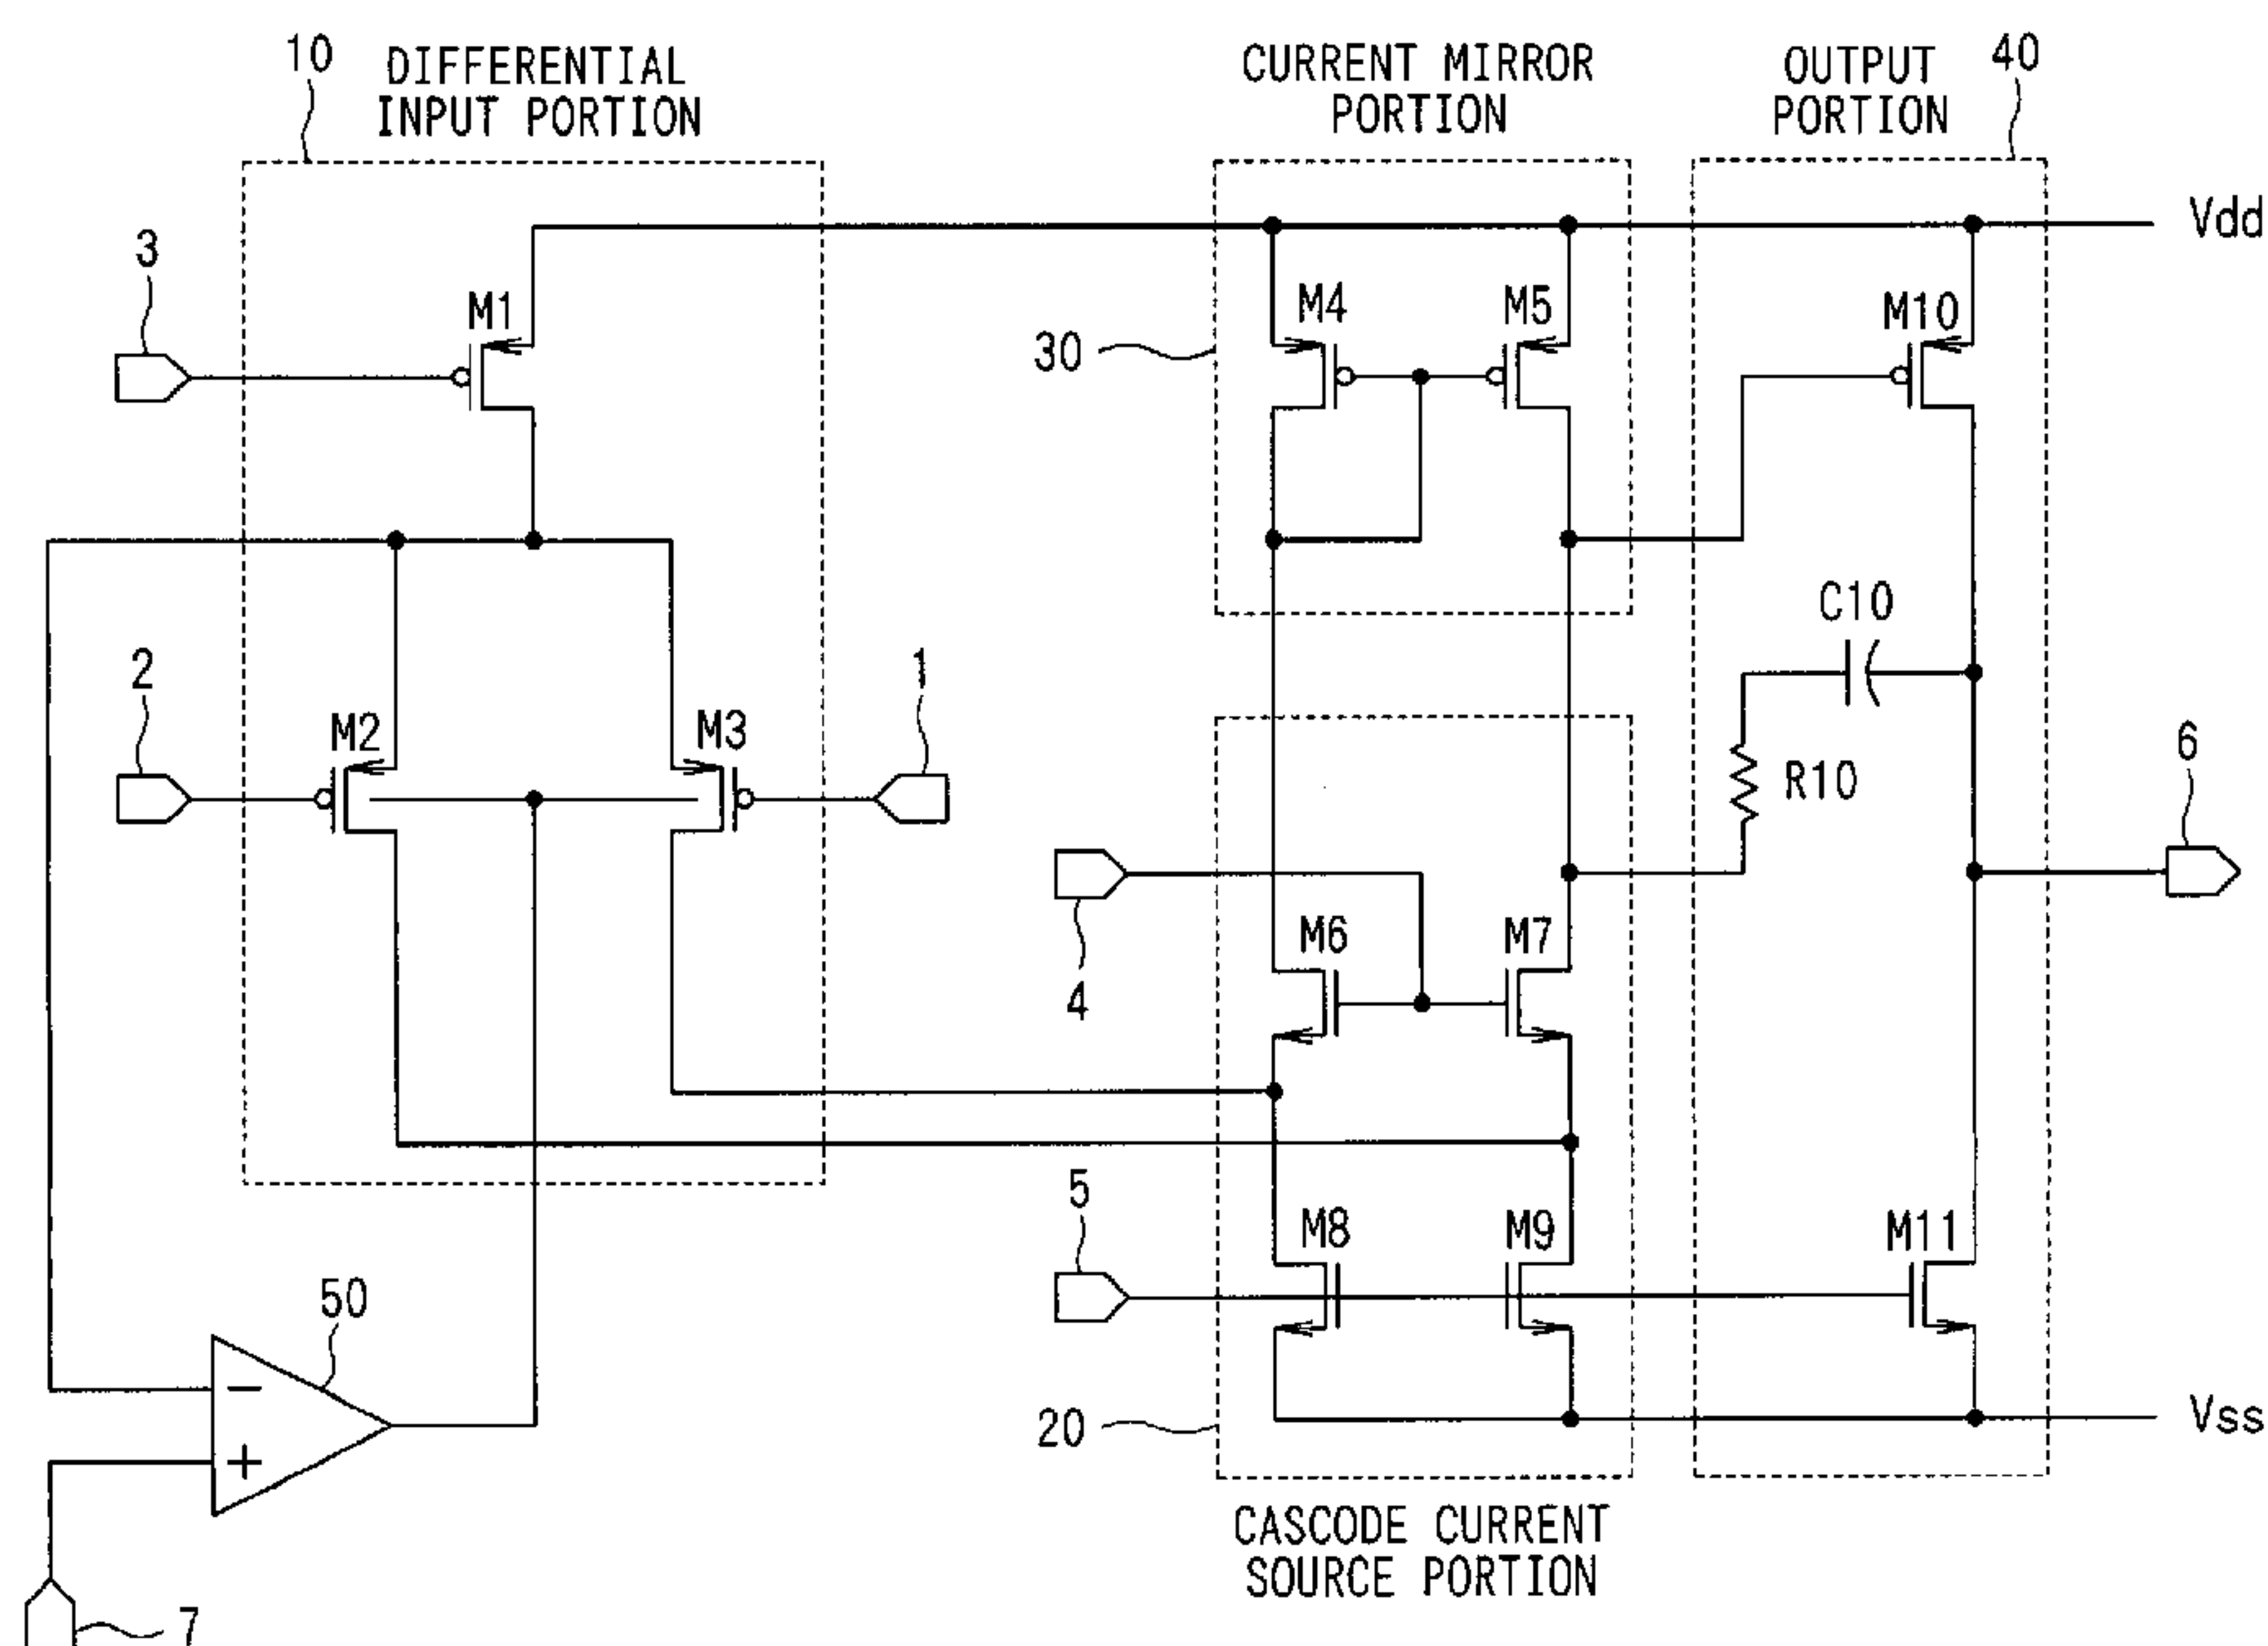 10
DIFFERENTIAL
INPUT PORTION
CURRENT MIRROR
PORTION
OUTPUT
PORTION
40
Vdd
3
M1
M4
M5
M10
30
C10
2
M2
M3
1
R10
6
4
M6
M7
5
M8
M9
M11
50
-
+
20
Vss
CASCODE CURRENT
SOURCE PORTION
7